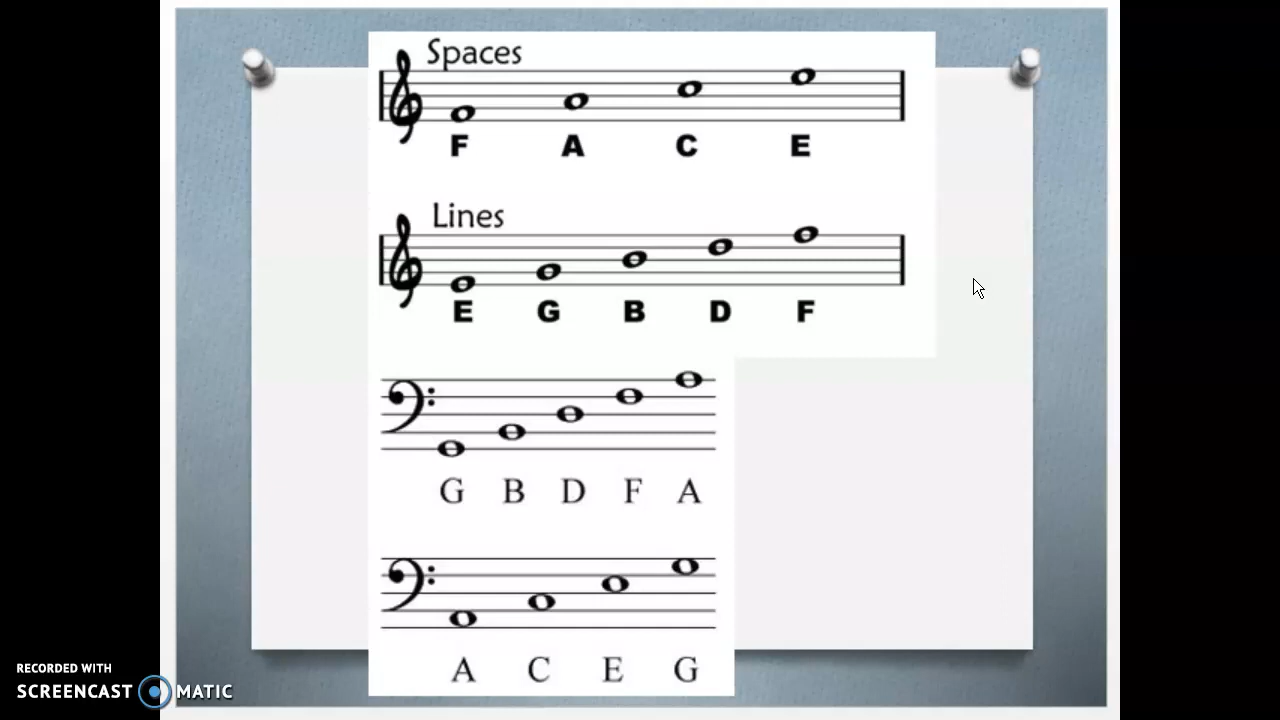 Spaces
F A C E
Lines
E G B D F
G B D F A
A C E G
RECORDED WITH
SCREENCAST MATIC